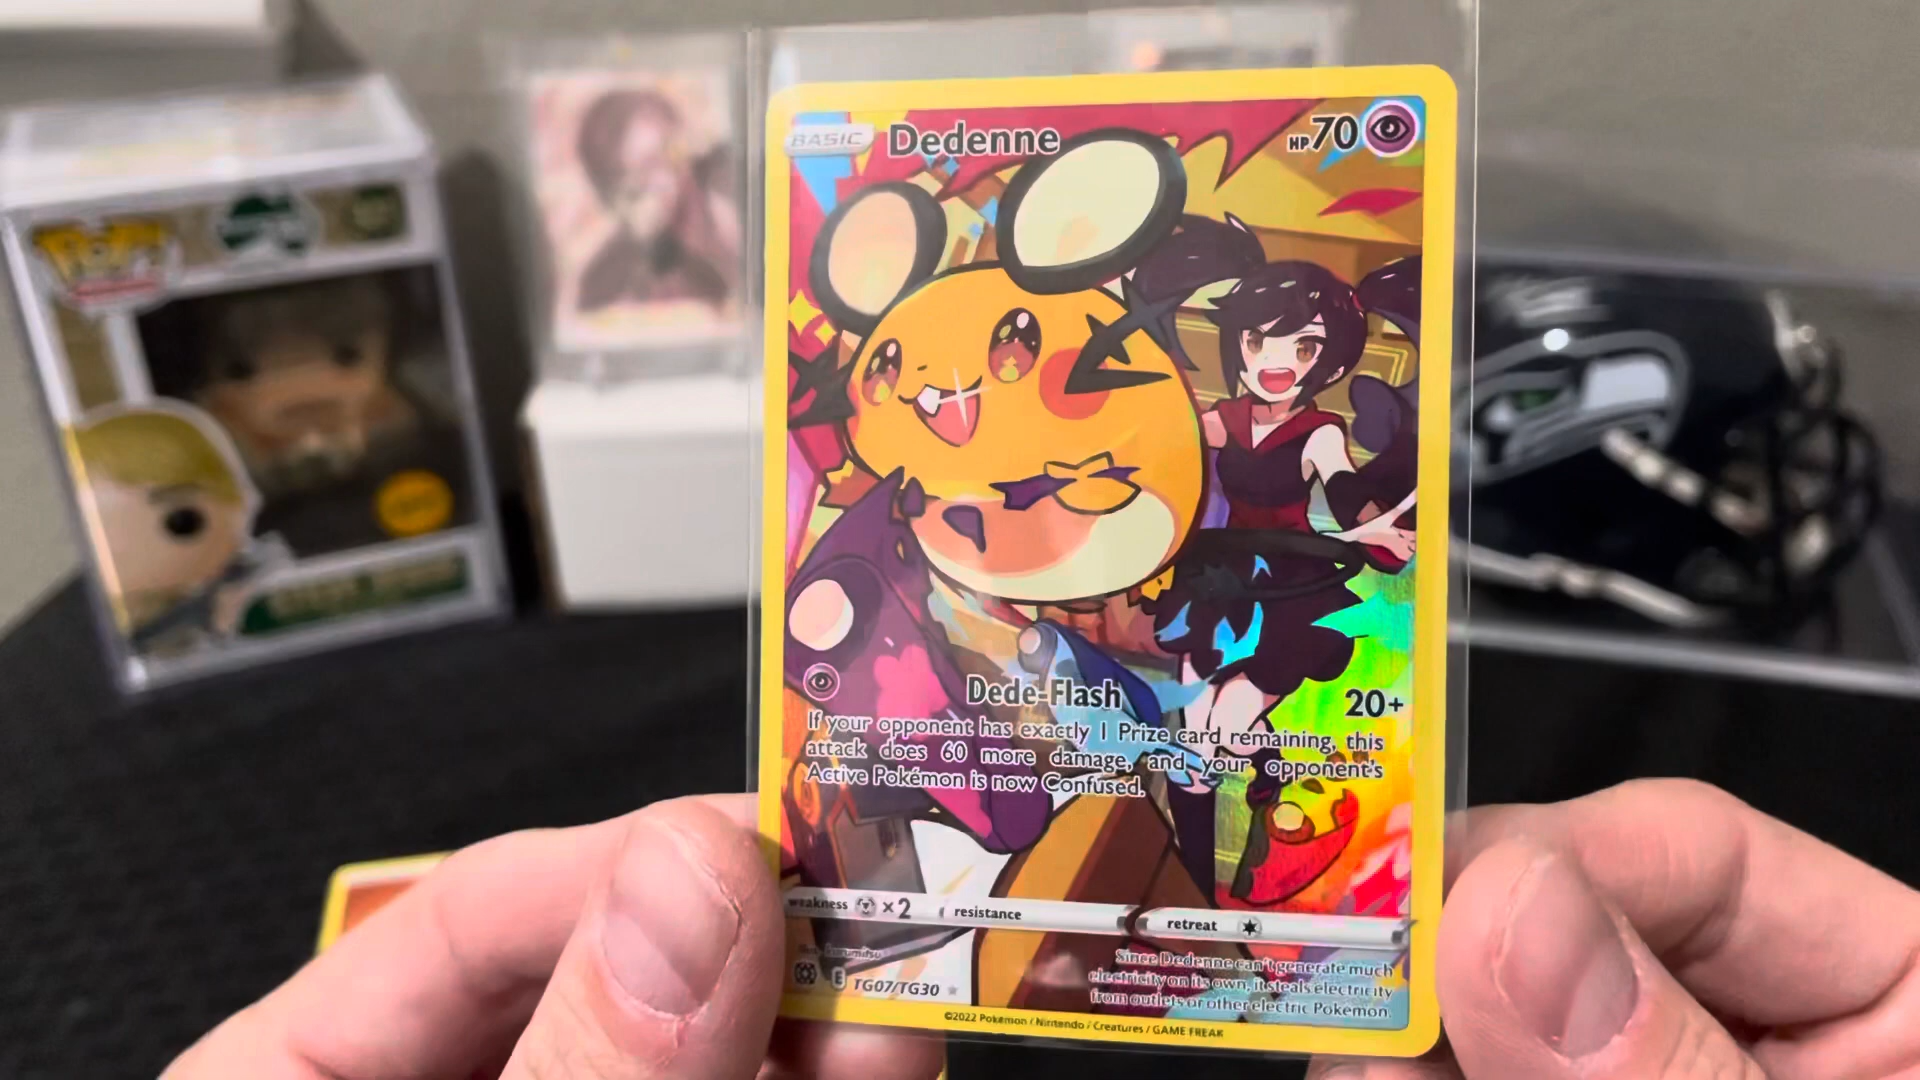 POP!
BASIC Dedenne HP70
Dede-Flash 20+
If your opponent has exactly 1 Prize card remaining, this
attack does 60 more damage, and your opponent's
Active Pokémon is now Confused.
weakness ×2 resistance retreat
kurumitsu
E TG07/TG30
Since Dedenne can't generate much
electricity on its own, it steals electricity
from outlets or other electric Pokémon.
©2022 Pokémon / Nintendo / Creatures / GAME FREAK